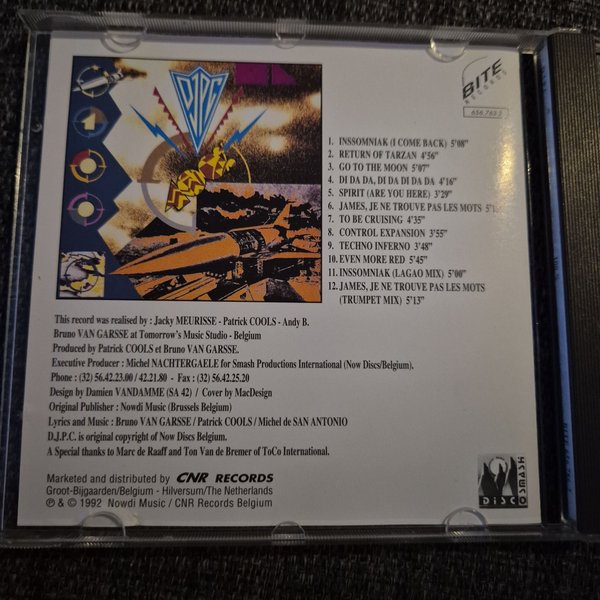 DJPC
BITE
RECORDS
656.763 2
1. INSSOMNIAK (I COME BACK) 5'08"
2. RETURN OF TARZAN 4'56"
3. GO TO THE MOON 5'07"
4. DI DA DA, DI DA DI DA DA 4'16"
5. SPIRIT (ARE YOU HERE) 3'29"
6. JAMES, JE NE TROUVE PAS LES MOTS
7. TO BE CRUISING 4'35"
8. CONTROL EXPANSION 3'55"
9. TECHNO INFERNO 3'48"
10. EVEN MORE RED 5'45"
11. INSSOMNIAK (LAGAO MIX) 5'00"
12. JAMES, JE NE TROUVE PAS LES MOTS
(TRUMPET MIX) 5'13"
This record was realised by : Jacky MEURISSE - Patrick COOLS - Andy B.
Bruno VAN GARSSE at Tomorrow's Music Studio - Belgium
Produced by Patrick COOLS et Bruno VAN GARSSE.
Executive Producer : Michel NACHTERGAELE for Smash Productions International (Now Discs/Belgium).
Phone : (32) 56.42.23.00 / 42.21.80 - Fax : (32) 56.42.25.20
Design by Damien VANDAMME (SA 42) / Cover by MacDesign
Original Publisher : Nowdi Music (Brussels Belgium)
Lyrics and Music : Bruno VAN GARSSE / Patrick COOLS / Michel de SAN ANTONIO
D.J.P.C. is original copyright of Now Discs Belgium.
A Special thanks to Marc de Raaff and Ton Van de Bremer of ToCo International.
Marketed and distributed by CNR RECORDS
Groot-Bijgaarden/Belgium - Hilversum/The Netherlands
℗ & © 1992 Nowdi Music / CNR Records Belgium
DISCO
SMASH